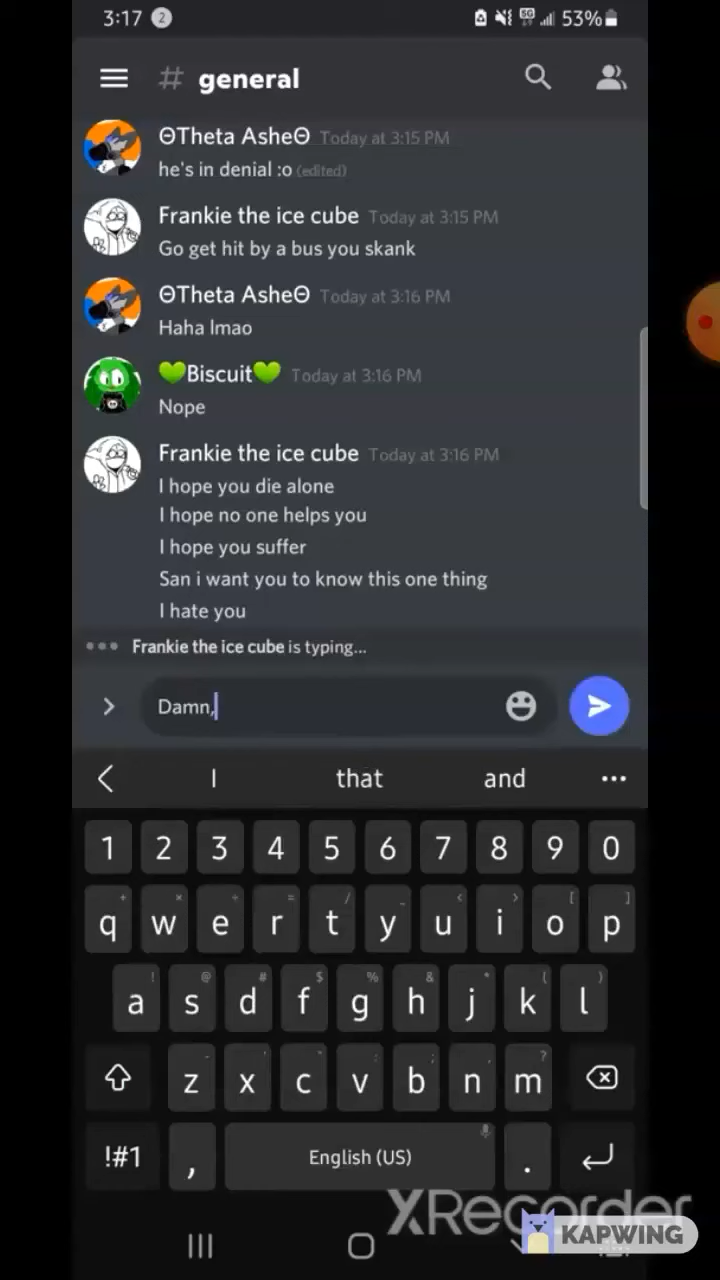 3:17 2 5G 53%
# general
ΘTheta AsheΘ Today at 3:15 PM
he's in denial :o (edited)
Frankie the ice cube Today at 3:15 PM
Go get hit by a bus you skank
ΘTheta AsheΘ Today at 3:16 PM
Haha lmao
💚Biscuit💚 Today at 3:16 PM
Nope
Frankie the ice cube Today at 3:16 PM
I hope you die alone
I hope no one helps you
I hope you suffer
San i want you to know this one thing
I hate you
Frankie the ice cube is typing...
Damn,
I that and
1 2 3 4 5 6 7 8 9 0
q w e r t y u i o p
a s d f g h j k l
z x c v b n m
!#1 , English (US) .
XRecorder
KAPWING